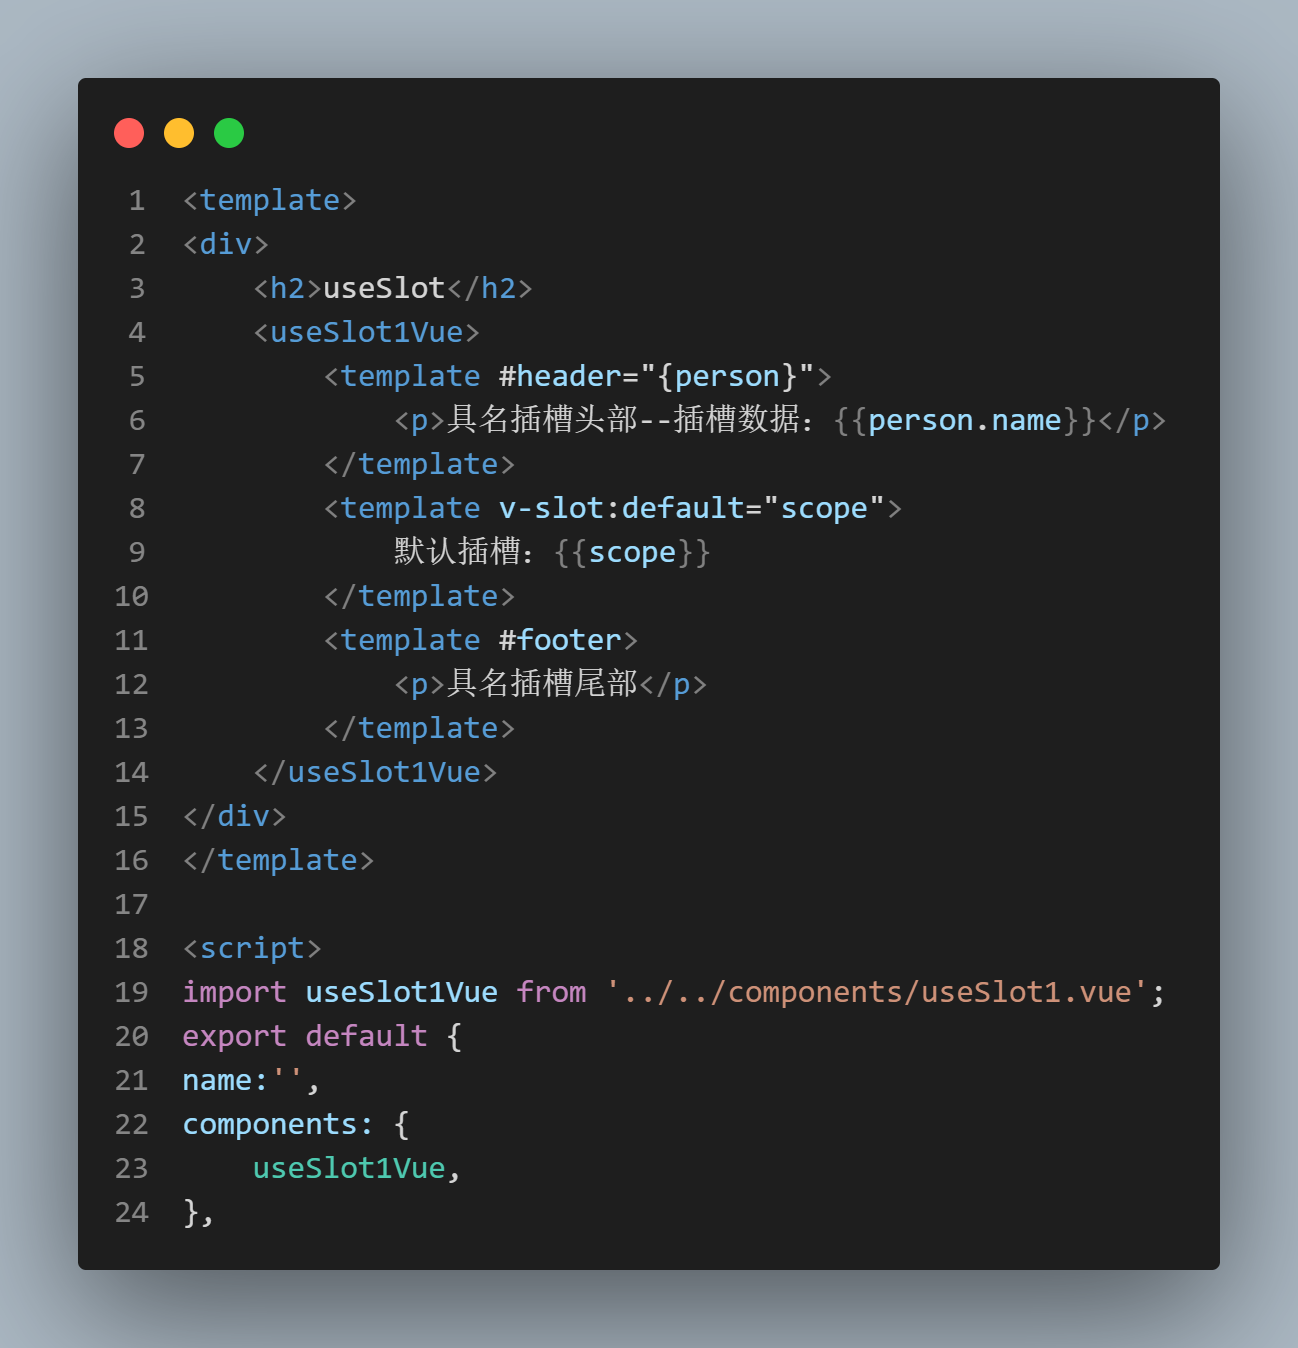 1 <template>
2 <div>
3     <h2>useSlot</h2>
4     <useSlot1Vue>
5         <template #header="{person}">
6             <p>具名插槽头部--插槽数据：{{person.name}}</p>
7         </template>
8         <template v-slot:default="scope">
9             默认插槽：{{scope}}
10         </template>
11         <template #footer>
12             <p>具名插槽尾部</p>
13         </template>
14     </useSlot1Vue>
15 </div>
16 </template>
17
18 <script>
19 import useSlot1Vue from '../../components/useSlot1.vue';
20 export default {
21 name:'',
22 components: {
23     useSlot1Vue,
24 },